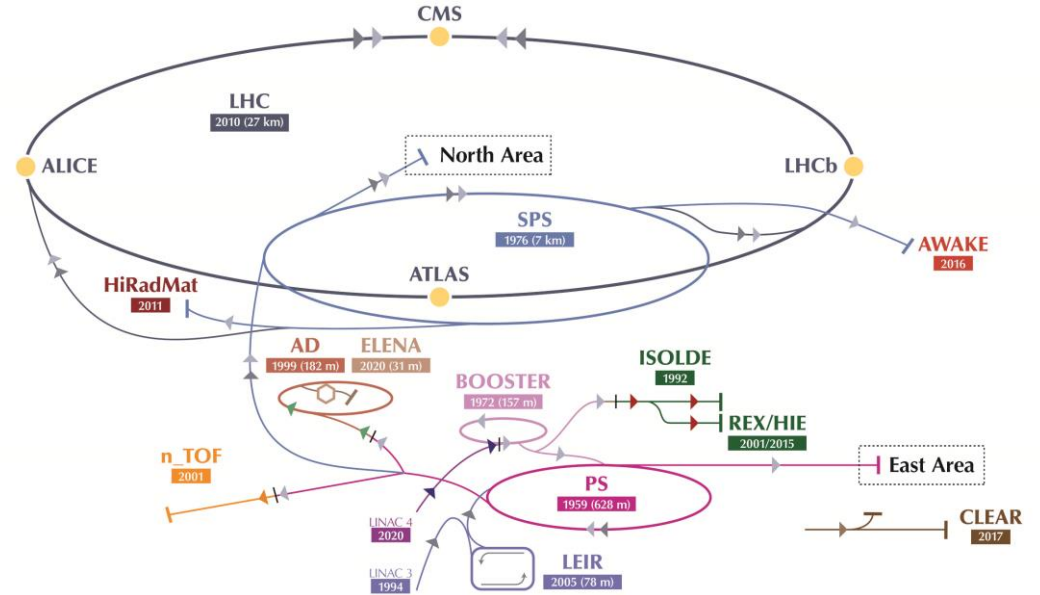 CMS
LHC
2010 (27 km)
North Area
ALICE
LHCb
SPS
1976 (7 km)
AWAKE
2016
ATLAS
HiRadMat
2011
AD
1999 (182 m)
ELENA
2020 (31 m)
ISOLDE
1992
BOOSTER
1972 (157 m)
REX/HIE
2001/2015
n_TOF
2001
East Area
PS
1959 (628 m)
LINAC 4
2020
CLEAR
2017
LINAC 3
1994
LEIR
2005 (78 m)